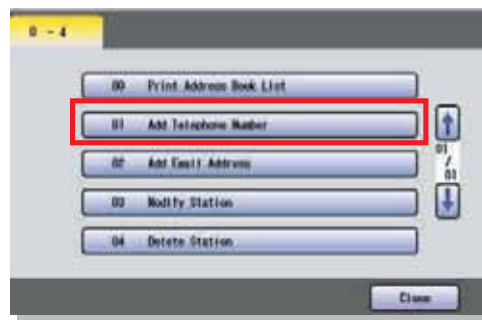 0 - 4
00 Print Address Book List
01 Add Telephone Number
02 Add Email Address
03 Modify Station
04 Delete Station
01
/
01
Close